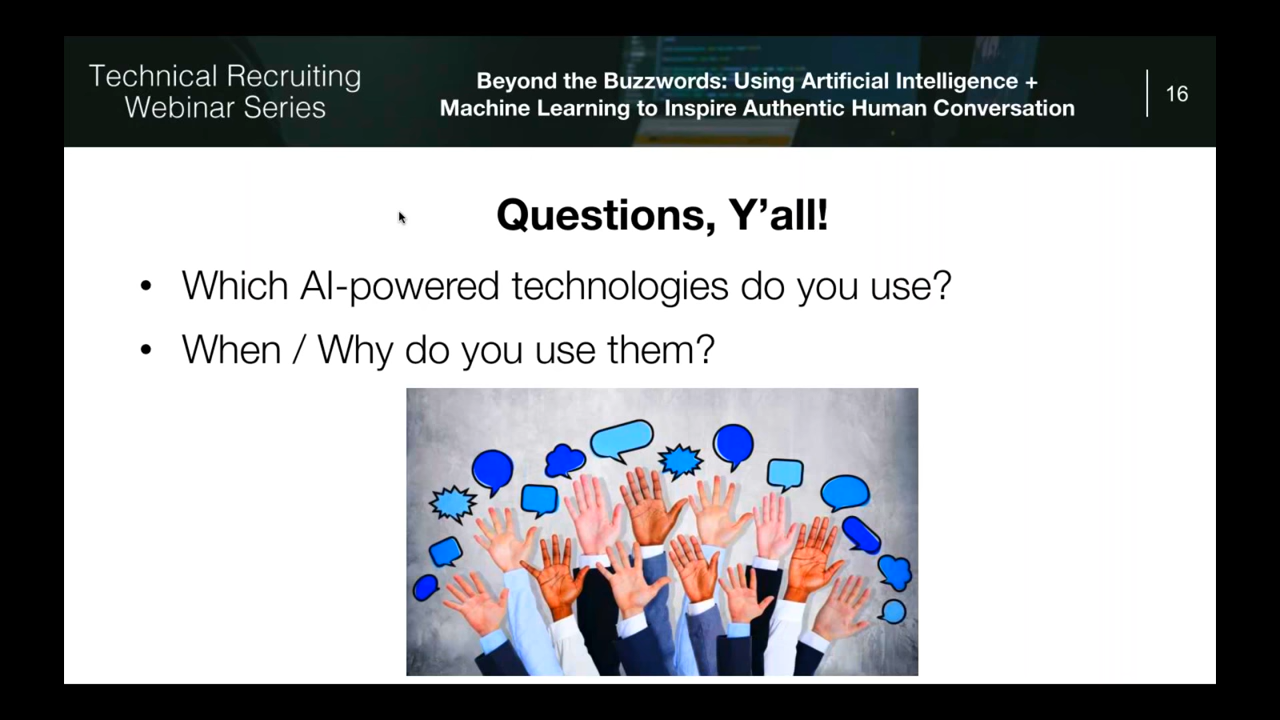 Technical Recruiting
Webinar Series
Beyond the Buzzwords: Using Artificial Intelligence +
Machine Learning to Inspire Authentic Human Conversation
16
Questions, Y’all!
• Which AI-powered technologies do you use?
• When / Why do you use them?